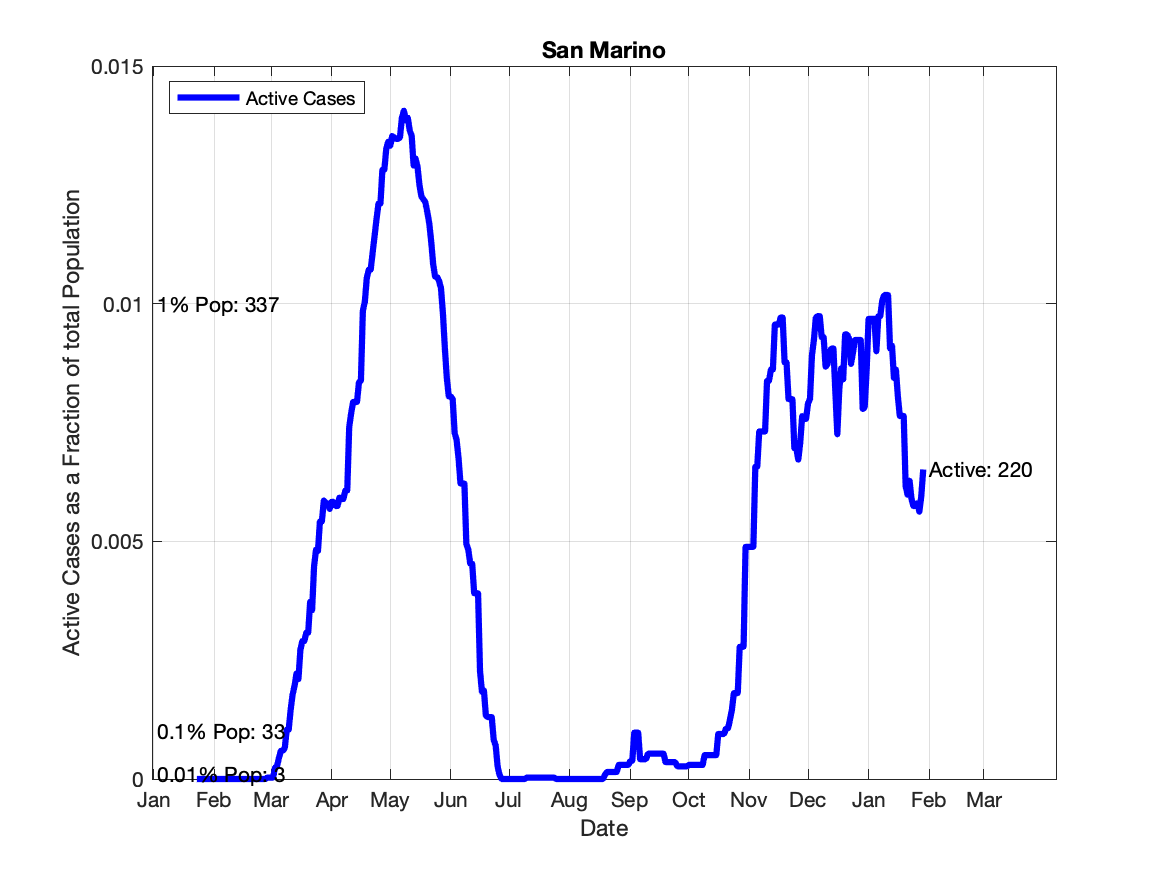 San Marino
0.015
Active Cases
Active Cases as a Fraction of total Population
0.01
1% Pop: 337
Active: 220
0.005
0.1% Pop: 33
0.01% Pop: 3
0
Jan Feb Mar Apr May Jun Jul Aug Sep Oct Nov Dec Jan Feb Mar
Date